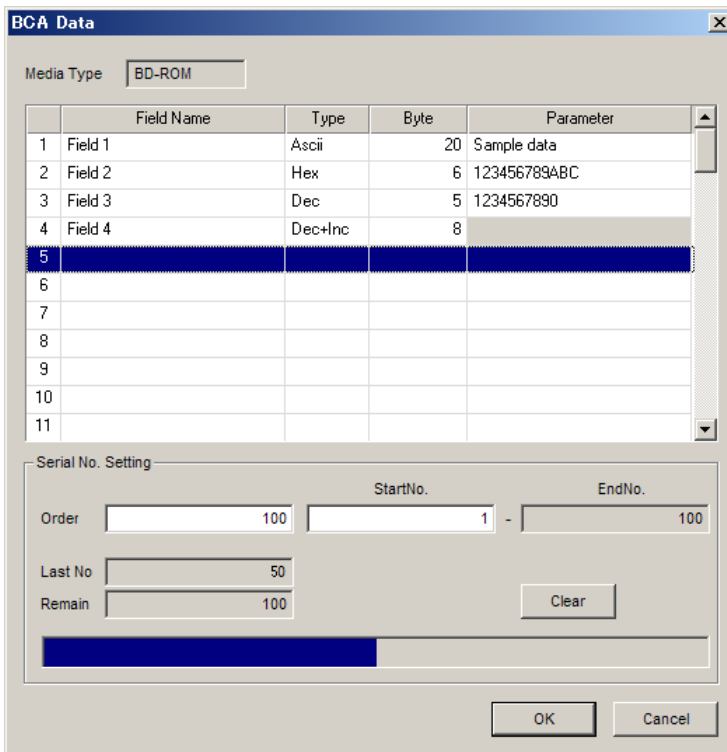 BCA Data
Media Type BD-ROM
Field Name Type Byte Parameter
1 Field 1 Ascii 20 Sample data
2 Field 2 Hex 6 123456789ABC
3 Field 3 Dec 5 1234567890
4 Field 4 Dec+Inc 8
5
6
7
8
9
10
11
Serial No. Setting
StartNo. EndNo.
Order 100 1 - 100
Last No 50
Remain 100 Clear
OK Cancel